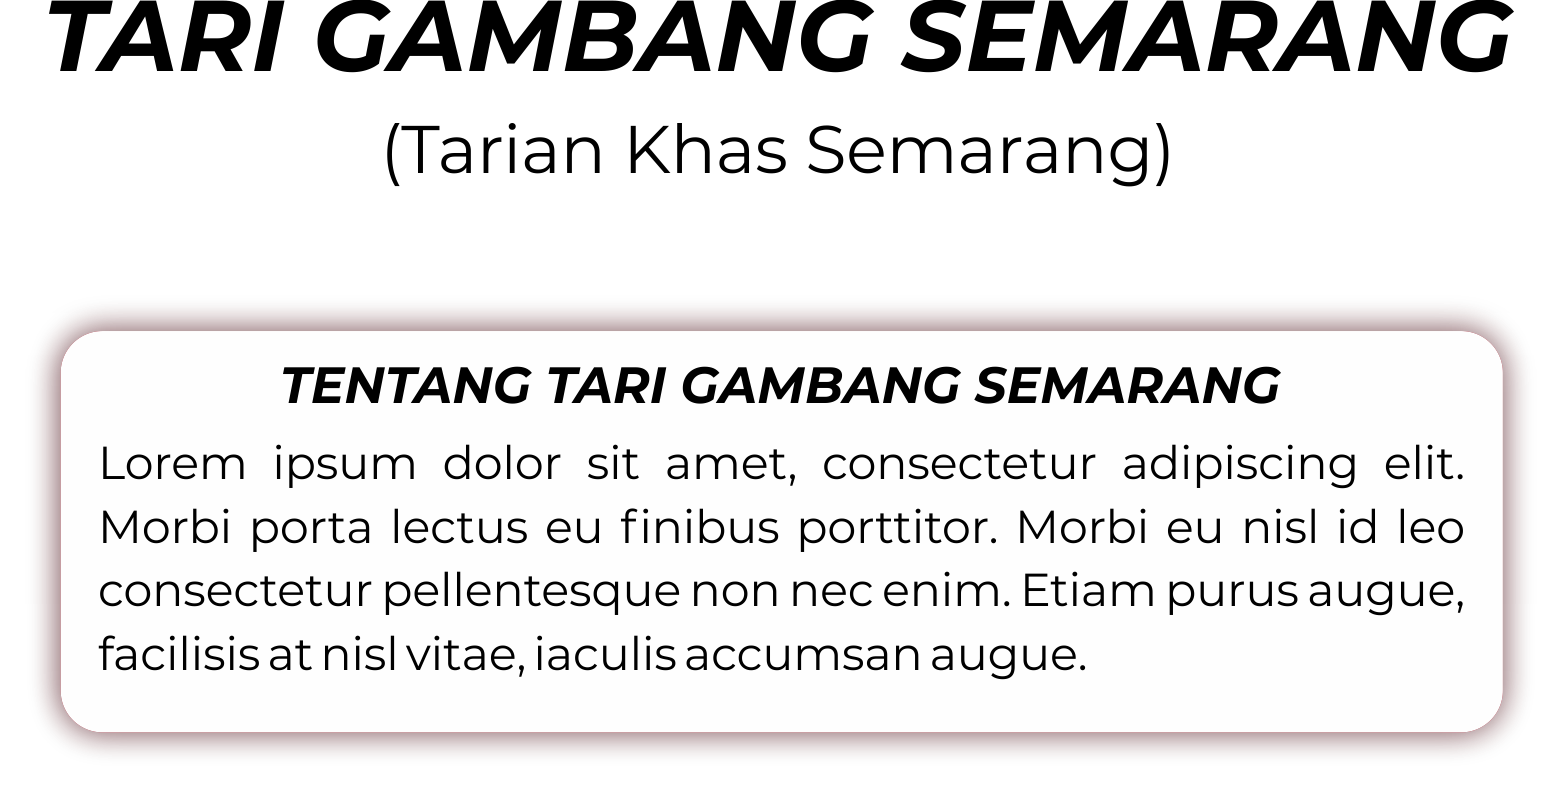 TARI GAMBANG SEMARANG
(Tarian Khas Semarang)
TENTANG TARI GAMBANG SEMARANG
Lorem ipsum dolor sit amet, consectetur adipiscing elit.
Morbi porta lectus eu finibus porttitor. Morbi eu nisl id leo
consectetur pellentesque non nec enim. Etiam purus augue,
facilisis at nisl vitae, iaculis accumsan augue.